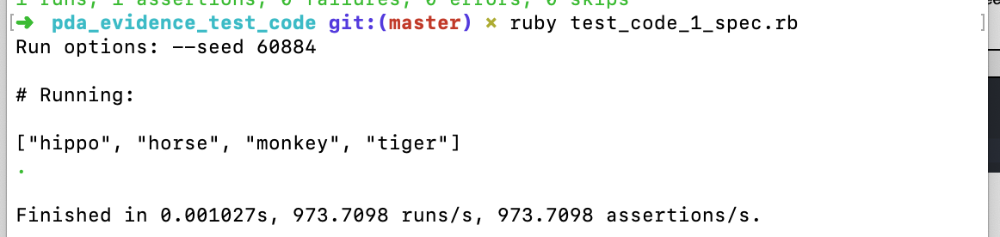 1 runs, 1 assertions, 0 failures, 0 errors, 0 skips
[➜ pda_evidence_test_code git:(master) ✗ ruby test_code_1_spec.rb ]
Run options: --seed 60884
# Running:
["hippo", "horse", "monkey", "tiger"]
.
Finished in 0.001027s, 973.7098 runs/s, 973.7098 assertions/s.